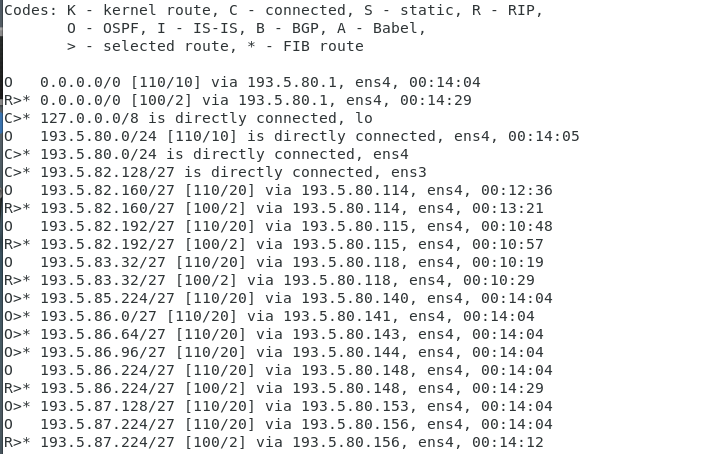 Codes: K - kernel route, C - connected, S - static, R - RIP,
       O - OSPF, I - IS-IS, B - BGP, A - Babel,
       > - selected route, * - FIB route

O   0.0.0.0/0 [110/10] via 193.5.80.1, ens4, 00:14:04
R>* 0.0.0.0/0 [100/2] via 193.5.80.1, ens4, 00:14:29
C>* 127.0.0.0/8 is directly connected, lo
O   193.5.80.0/24 [110/10] is directly connected, ens4, 00:14:05
C>* 193.5.80.0/24 is directly connected, ens4
C>* 193.5.82.128/27 is directly connected, ens3
O   193.5.82.160/27 [110/20] via 193.5.80.114, ens4, 00:12:36
R>* 193.5.82.160/27 [100/2] via 193.5.80.114, ens4, 00:13:21
O   193.5.82.192/27 [110/20] via 193.5.80.115, ens4, 00:10:48
R>* 193.5.82.192/27 [100/2] via 193.5.80.115, ens4, 00:10:57
O   193.5.83.32/27 [110/20] via 193.5.80.118, ens4, 00:10:19
R>* 193.5.83.32/27 [100/2] via 193.5.80.118, ens4, 00:10:29
O>* 193.5.85.224/27 [110/20] via 193.5.80.140, ens4, 00:14:04
O>* 193.5.86.0/27 [110/20] via 193.5.80.141, ens4, 00:14:04
O>* 193.5.86.64/27 [110/20] via 193.5.80.143, ens4, 00:14:04
O>* 193.5.86.96/27 [110/20] via 193.5.80.144, ens4, 00:14:04
O   193.5.86.224/27 [110/20] via 193.5.80.148, ens4, 00:14:04
R>* 193.5.86.224/27 [100/2] via 193.5.80.148, ens4, 00:14:29
O>* 193.5.87.128/27 [110/20] via 193.5.80.153, ens4, 00:14:04
O   193.5.87.224/27 [110/20] via 193.5.80.156, ens4, 00:14:04
R>* 193.5.87.224/27 [100/2] via 193.5.80.156, ens4, 00:14:12